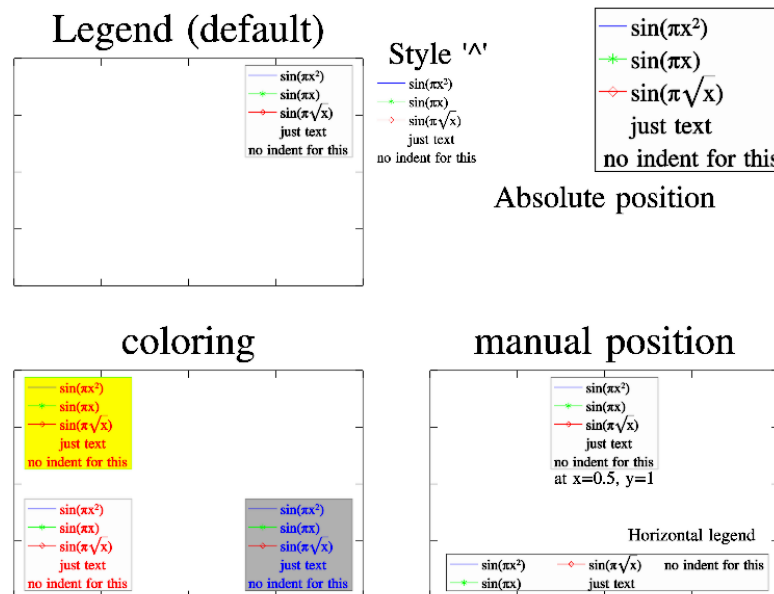 Legend (default)
sin(πx²)
sin(πx)
sin(π√x)
just text
no indent for this
Style '^'
sin(πx²)
sin(πx)
sin(π√x)
just text
no indent for this
sin(πx²)
sin(πx)
sin(π√x)
just text
no indent for this
Absolute position
coloring
sin(πx²)
sin(πx)
sin(π√x)
just text
no indent for this
sin(πx²)
sin(πx)
sin(π√x)
just text
no indent for this
sin(πx²)
sin(πx)
sin(π√x)
just text
no indent for this
manual position
sin(πx²)
sin(πx)
sin(π√x)
just text
no indent for this
at x=0.5, y=1
Horizontal legend
sin(πx²) sin(π√x) no indent for this
sin(πx) just text